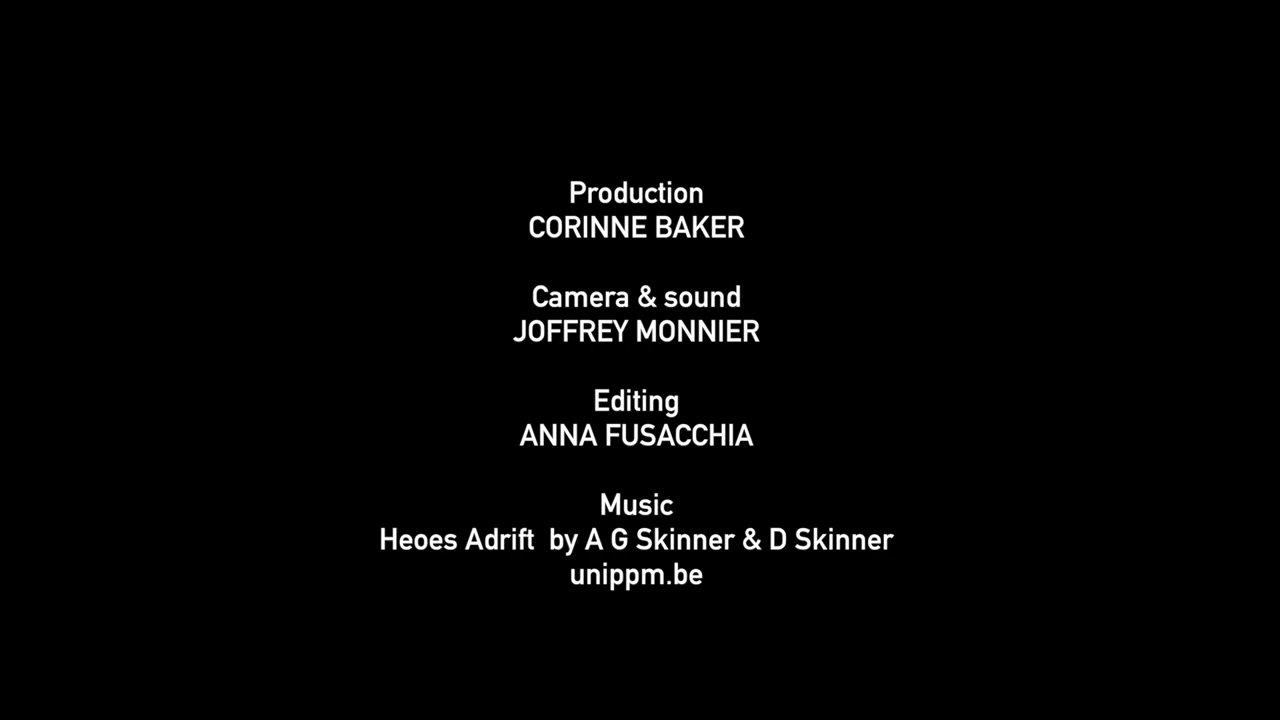 Production
CORINNE BAKER
Camera & sound
JOFFREY MONNIER
Editing
ANNA FUSACCHIA
Music
Heoes Adrift  by A G Skinner & D Skinner
unippm.be